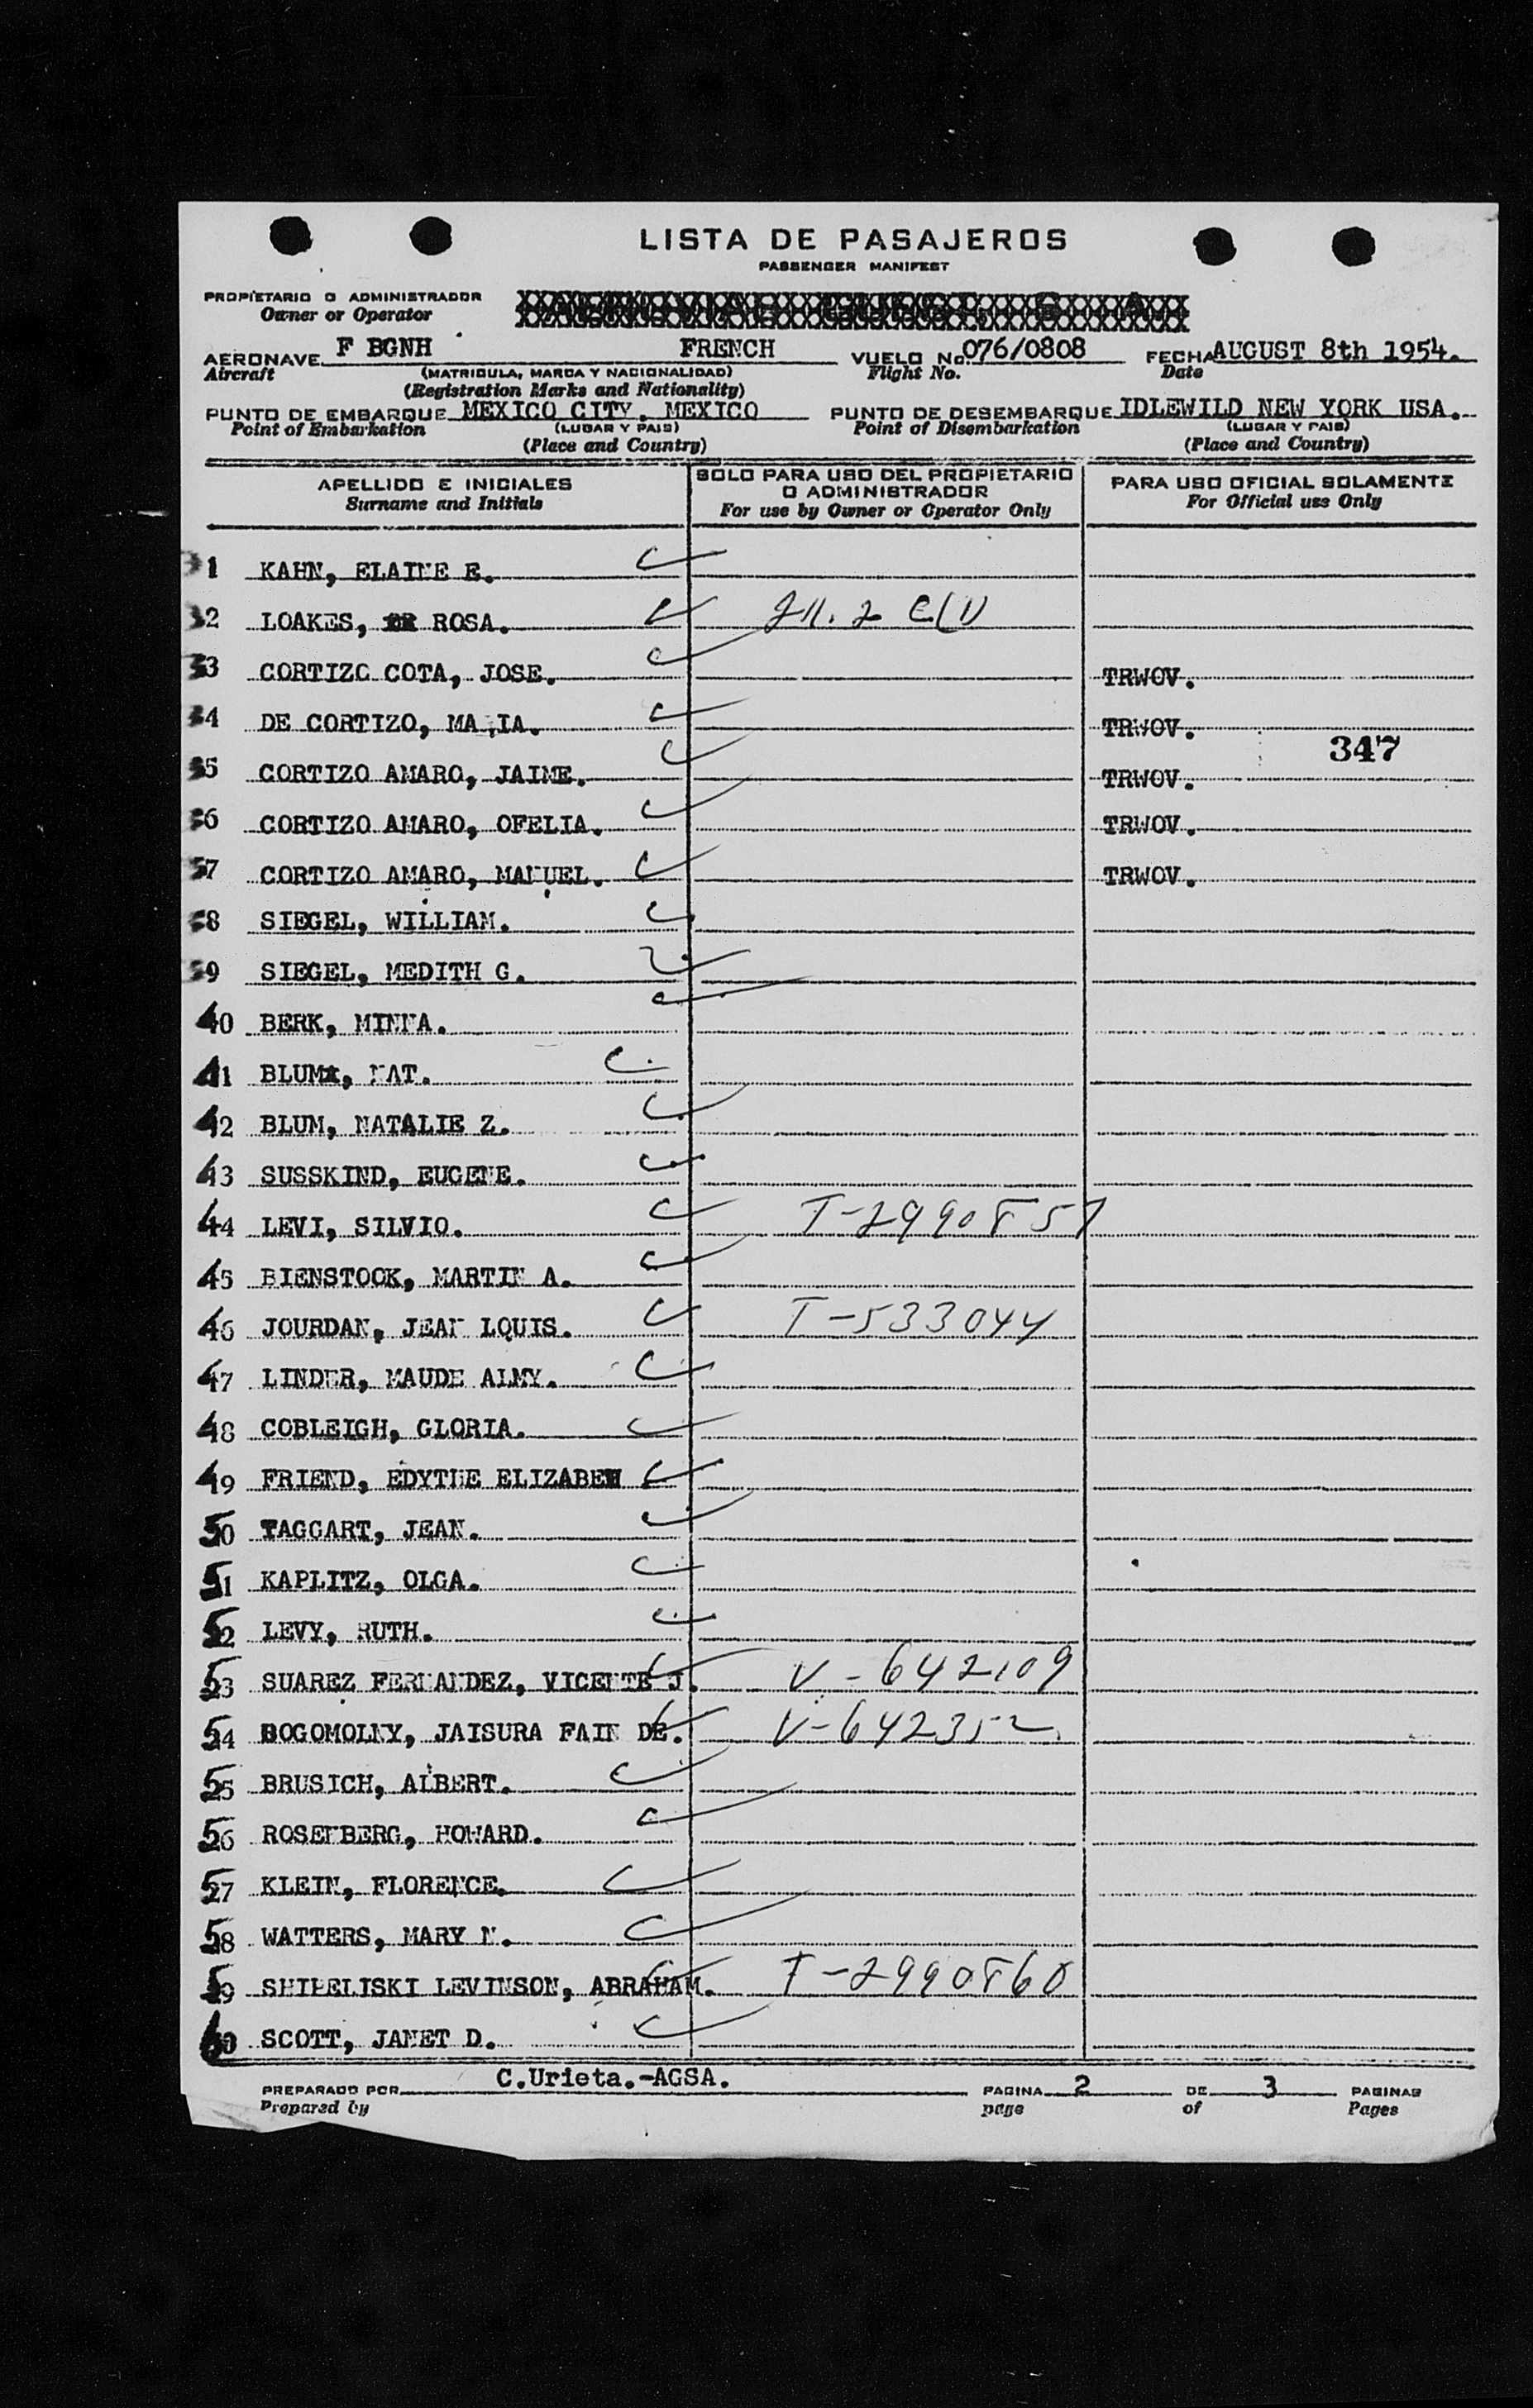 LISTA DE PASAJEROS
PASSENGER MANIFEST
PROPIETARIO O ADMINISTRADOR
Owner or Operator
AERONAVE F BGNH FRENCH VUELO No. 076/0808 FECHA AUGUST 8th 1954.
Aircraft (MATRICULA, MARCA Y NACIONALIDAD) Flight No. Date
(Registration Marks and Nationality)
PUNTO DE EMBARQUE MEXICO CITY, MEXICO PUNTO DE DESEMBARQUE IDLEWILD NEW YORK USA.
Point of Embarkation (LUGAR Y PAIS) Point of Disembarkation (LUGAR Y PAIS)
(Place and Country) (Place and Country)
APELLIDO E INICIALES SOLO PARA USO DEL PROPIETARIO O ADMINISTRADOR PARA USO OFICIAL SOLAMENTE
Surname and Initials For use by Owner or Operator Only For Official use Only
31 KAHN, ELAINE E.
32 LOAKES, ROSA.
33 CORTIZO COTA, JOSE. TRWOV.
34 DE CORTIZO, MARIA. TRWOV.
347
35 CORTIZO AMARO, JAIME. TRWOV.
36 CORTIZO AMARO, OFELIA. TRWOV.
37 CORTIZO AMARO, MANUEL. TRWOV.
38 SIEGEL, WILLIAM.
39 SIEGEL, MEDITH G.
40 BERK, MINNA.
41 BLUM, NAT.
42 BLUM, NATALIE Z.
43 SUSSKIND, EUGENE.
44 LEVI, SILVIO. T-2990857
45 BIENSTOCK, MARTIN A.
46 JOURDAN, JEAN LOUIS. T-533044
47 LINDER, MAUDE ALMY.
48 COBLEIGH, GLORIA.
49 FRIEND, EDYTHE ELIZABETH
50 TAGGART, JEAN.
51 KAPLITZ, OLGA.
52 LEVY, RUTH.
53 SUAREZ FERNANDEZ, VICENTE J. V-642109
54 BOGOMOLNY, JAISURA FAIN DE. V-642352
55 BRUSICH, ALBERT.
56 ROSENBERG, HOWARD.
57 KLEIN, FLORENCE.
58 WATTERS, MARY N.
59 SHIPELISKI LEVINSON, ABRAHAM. T-2990860
60 SCOTT, JANET D.
PREPARADO POR C.Urieta.-AGSA. PAGINA 2 DE 3 PAGINAS
Prepared by page of Pages